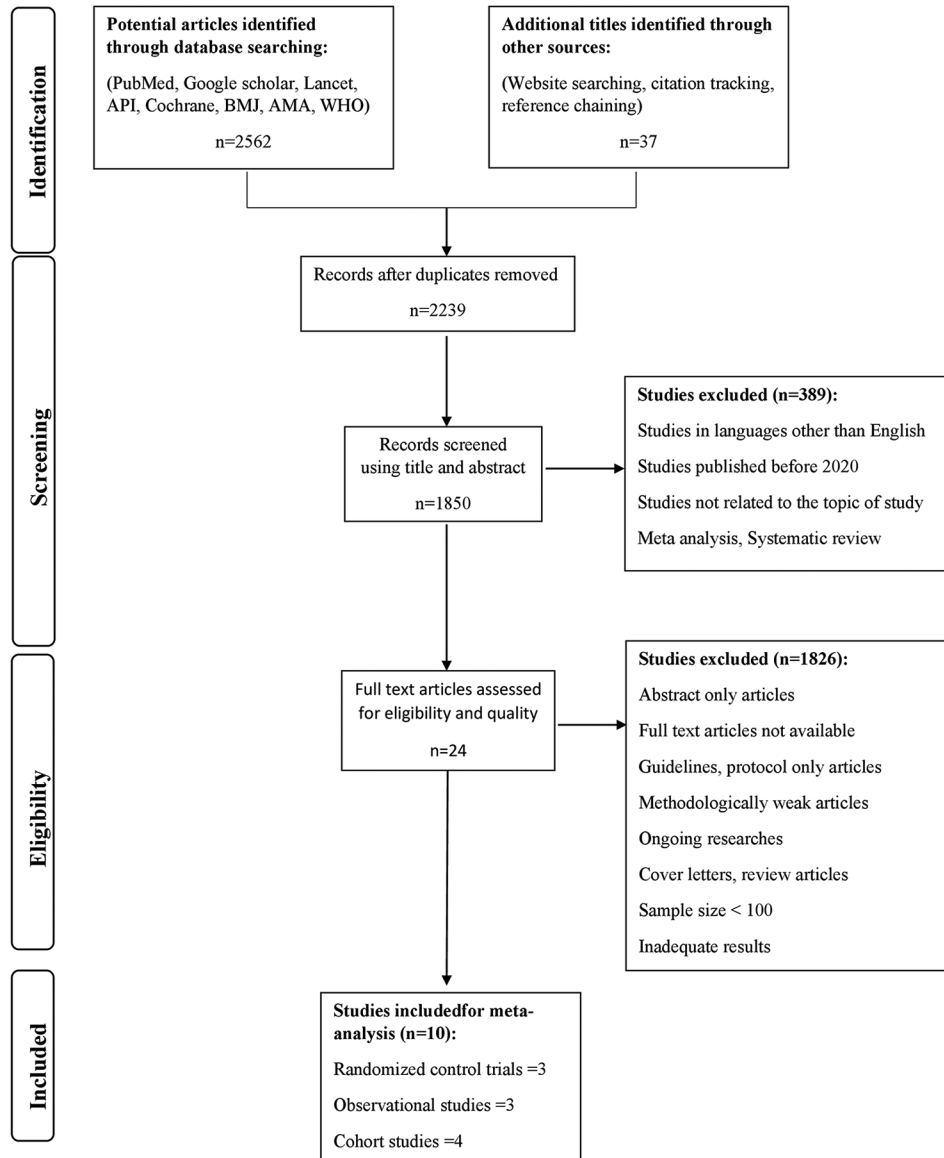 Identification
Potential articles identified
through database searching:
(PubMed, Google scholar, Lancet,
API, Cochrane, BMJ, AMA, WHO)
n=2562
Additional titles identified through
other sources:
(Website searching, citation tracking,
reference chaining)
n=37
Screening
Records after duplicates removed
n=2239
Records screened
using title and abstract
n=1850
Studies excluded (n=389):
Studies in languages other than English
Studies published before 2020
Studies not related to the topic of study
Meta analysis, Systematic review
Eligibility
Full text articles assessed
for eligibility and quality
n=24
Studies excluded (n=1826):
Abstract only articles
Full text articles not available
Guidelines, protocol only articles
Methodologically weak articles
Ongoing researches
Cover letters, review articles
Sample size < 100
Inadequate results
Included
Studies includedfor meta-
analysis (n=10):
Randomized control trials =3
Observational studies =3
Cohort studies =4